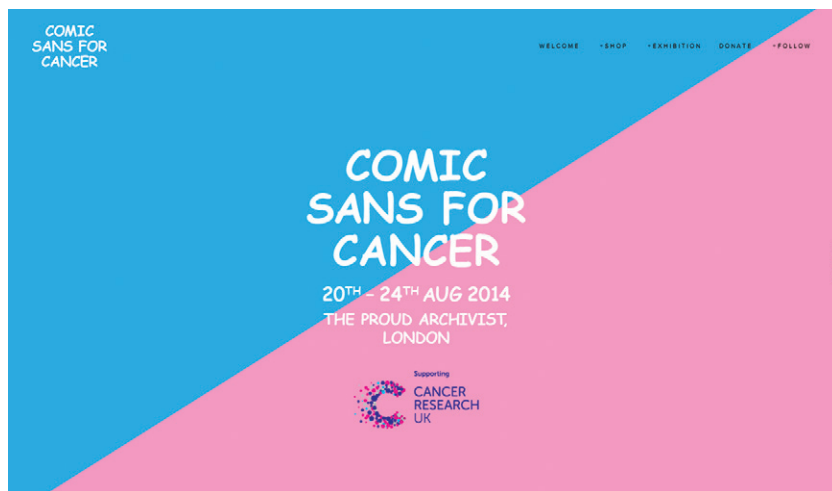 COMIC
SANS FOR
CANCER
WELCOME +SHOP +EXHIBITION DONATE +FOLLOW
COMIC
SANS FOR
CANCER
20TH – 24TH AUG 2014
THE PROUD ARCHIVIST,
LONDON
Supporting
CANCER
RESEARCH
UK